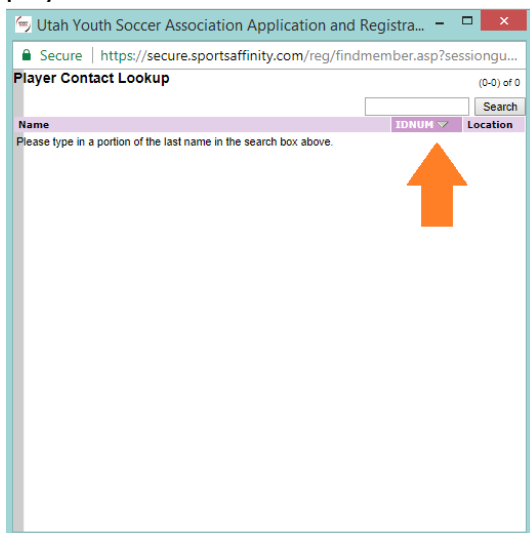 Utah Youth Soccer Association Application and Registra...
Secure | https://secure.sportsaffinity.com/reg/findmember.asp?sessiongu...
Player Contact Lookup
(0-0) of 0
Search
Name IDNUM Location
Please type in a portion of the last name in the search box above.